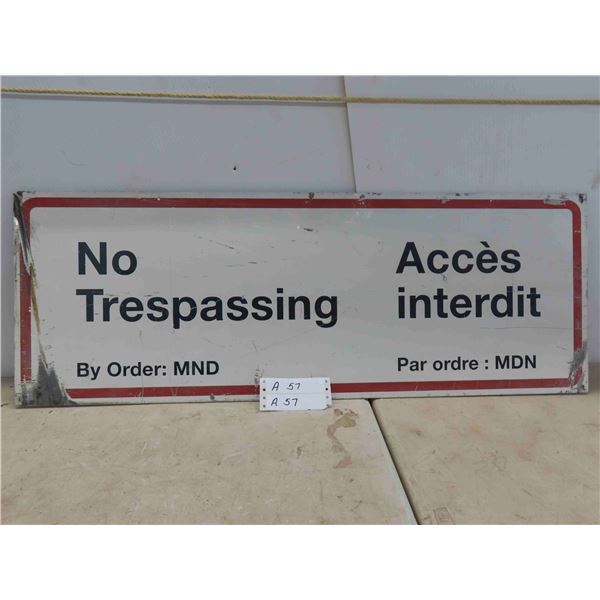 No
Trespassing
By Order: MND
Accès
interdit
Par ordre : MDN
A 57
A 57